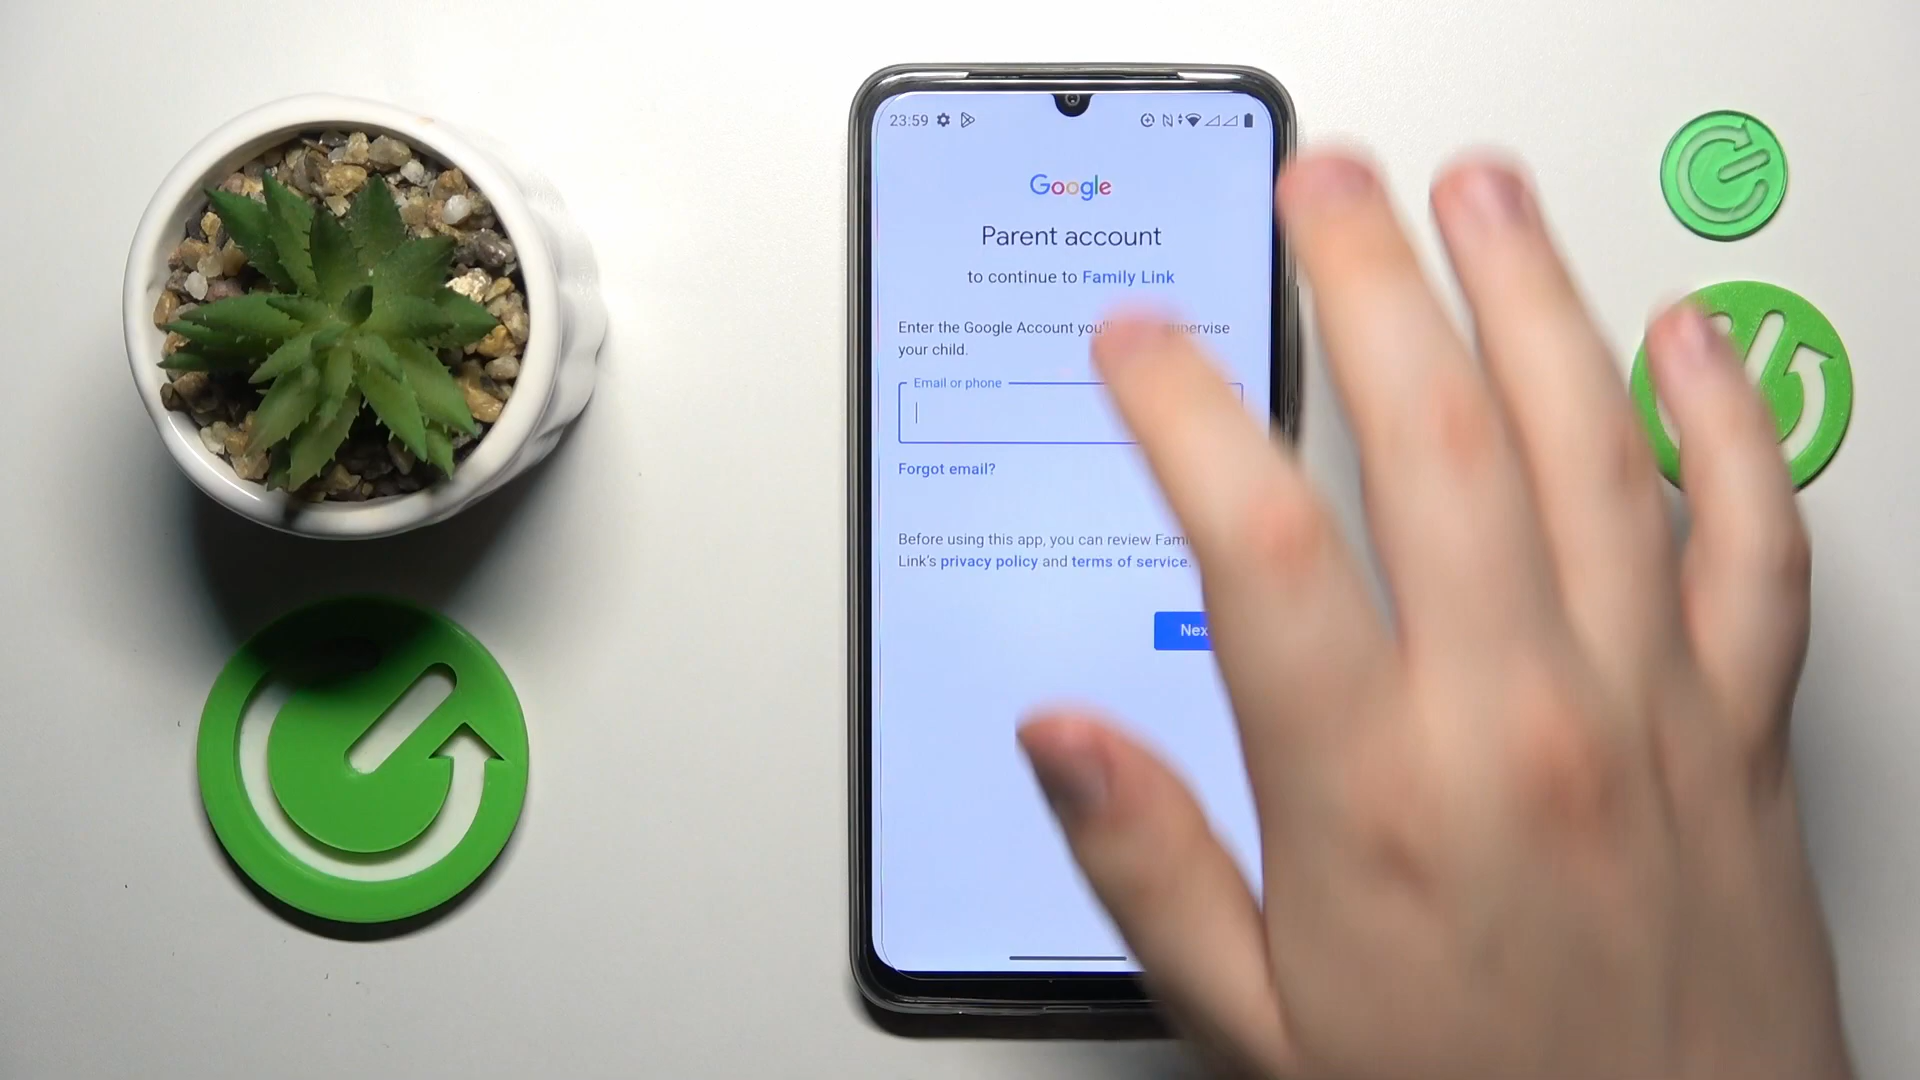 23:59
Google
Parent account
to continue to Family Link
Enter the Google Account you'll supervise
your child.
Email or phone
Forgot email?
Before using this app, you can review
Link's privacy policy and terms of service.